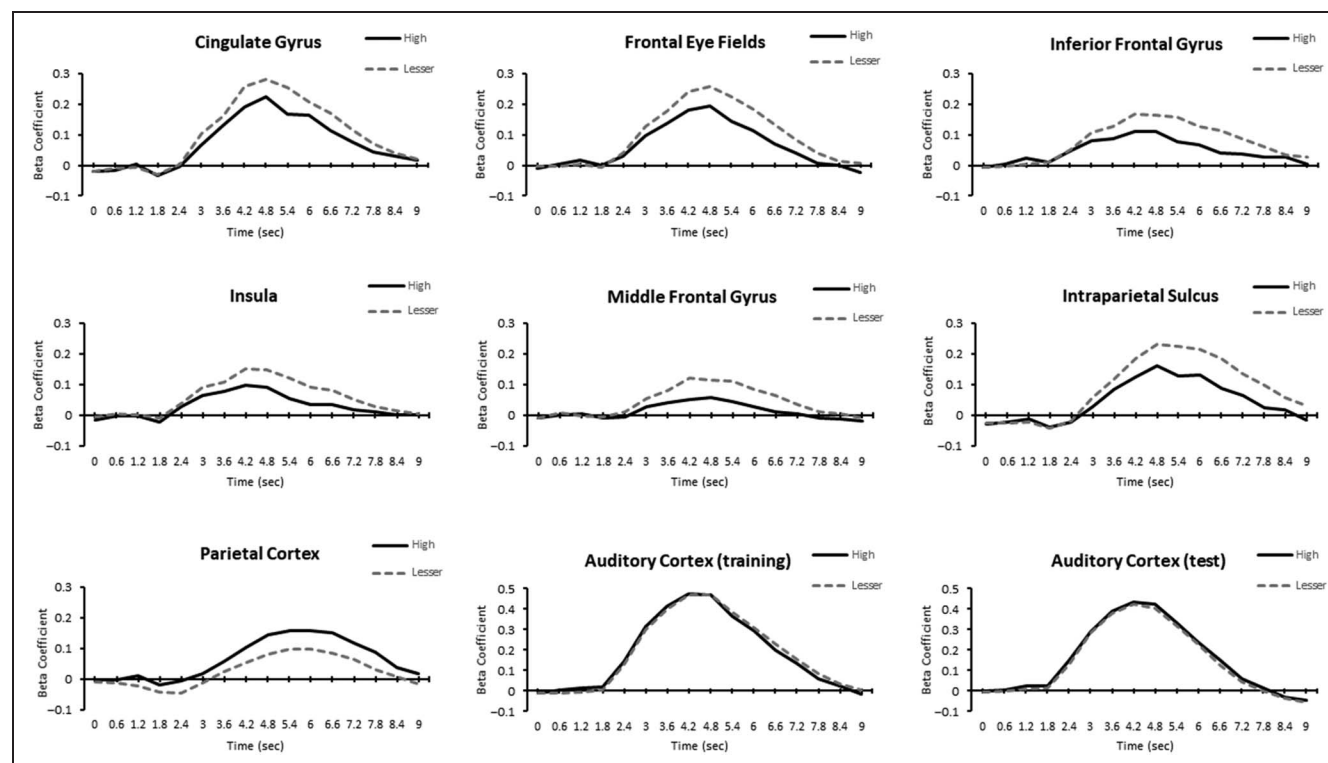 Cingulate Gyrus
High
Lesser
Beta Coefficient
0.3
0.2
0.1
0
−0.1
0 0.6 1.2 1.8 2.4 3 3.6 4.2 4.8 5.4 6 6.6 7.2 7.8 8.4 9
Time (sec)
Frontal Eye Fields
High
Lesser
Beta Coefficient
0.3
0.2
0.1
0
−0.1
0 0.6 1.2 1.8 2.4 3 3.6 4.2 4.8 5.4 6 6.6 7.2 7.8 8.4 9
Time (sec)
Inferior Frontal Gyrus
High
Lesser
Beta Coefficient
0.3
0.2
0.1
0
−0.1
0 0.6 1.2 1.8 2.4 3 3.6 4.2 4.8 5.4 6 6.6 7.2 7.8 8.4 9
Time (sec)
Insula
High
Lesser
Beta Coefficient
0.3
0.2
0.1
0
−0.1
0 0.6 1.2 1.8 2.4 3 3.6 4.2 4.8 5.4 6 6.6 7.2 7.8 8.4 9
Time (sec)
Middle Frontal Gyrus
High
Lesser
Beta Coefficient
0.3
0.2
0.1
0
−0.1
0 0.6 1.2 1.8 2.4 3 3.6 4.2 4.8 5.4 6 6.6 7.2 7.8 8.4 9
Time (sec)
Intraparietal Sulcus
High
Lesser
Beta Coefficient
0.3
0.2
0.1
0
−0.1
0 0.6 1.2 1.8 2.4 3 3.6 4.2 4.8 5.4 6 6.6 7.2 7.8 8.4 9
Time (sec)
Parietal Cortex
High
Lesser
Beta Coefficient
0.3
0.2
0.1
0
−0.1
0 0.6 1.2 1.8 2.4 3 3.6 4.2 4.8 5.4 6 6.6 7.2 7.8 8.4 9
Time (sec)
Auditory Cortex (training)
High
Lesser
Beta Coefficient
0.5
0.4
0.3
0.2
0.1
0
−0.1
0 0.6 1.2 1.8 2.4 3 3.6 4.2 4.8 5.4 6 6.6 7.2 7.8 8.4 9
Time (sec)
Auditory Cortex (test)
High
Lesser
Beta Coefficient
0.5
0.4
0.3
0.2
0.1
0
−0.1
0 0.6 1.2 1.8 2.4 3 3.6 4.2 4.8 5.4 6 6.6 7.2 7.8 8.4 9
Time (sec)